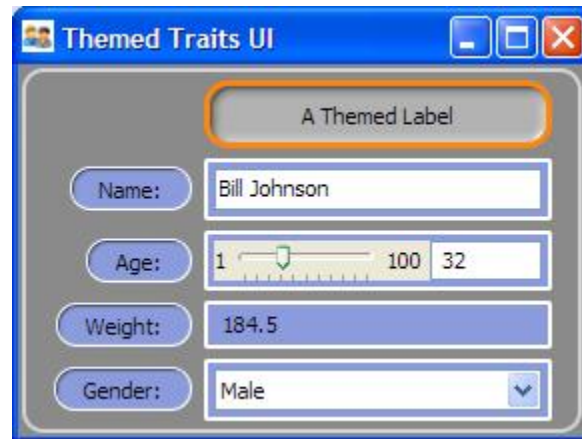 Themed Traits UI
A Themed Label
Name: Bill Johnson
Age: 1 100 32
Weight: 184.5
Gender: Male